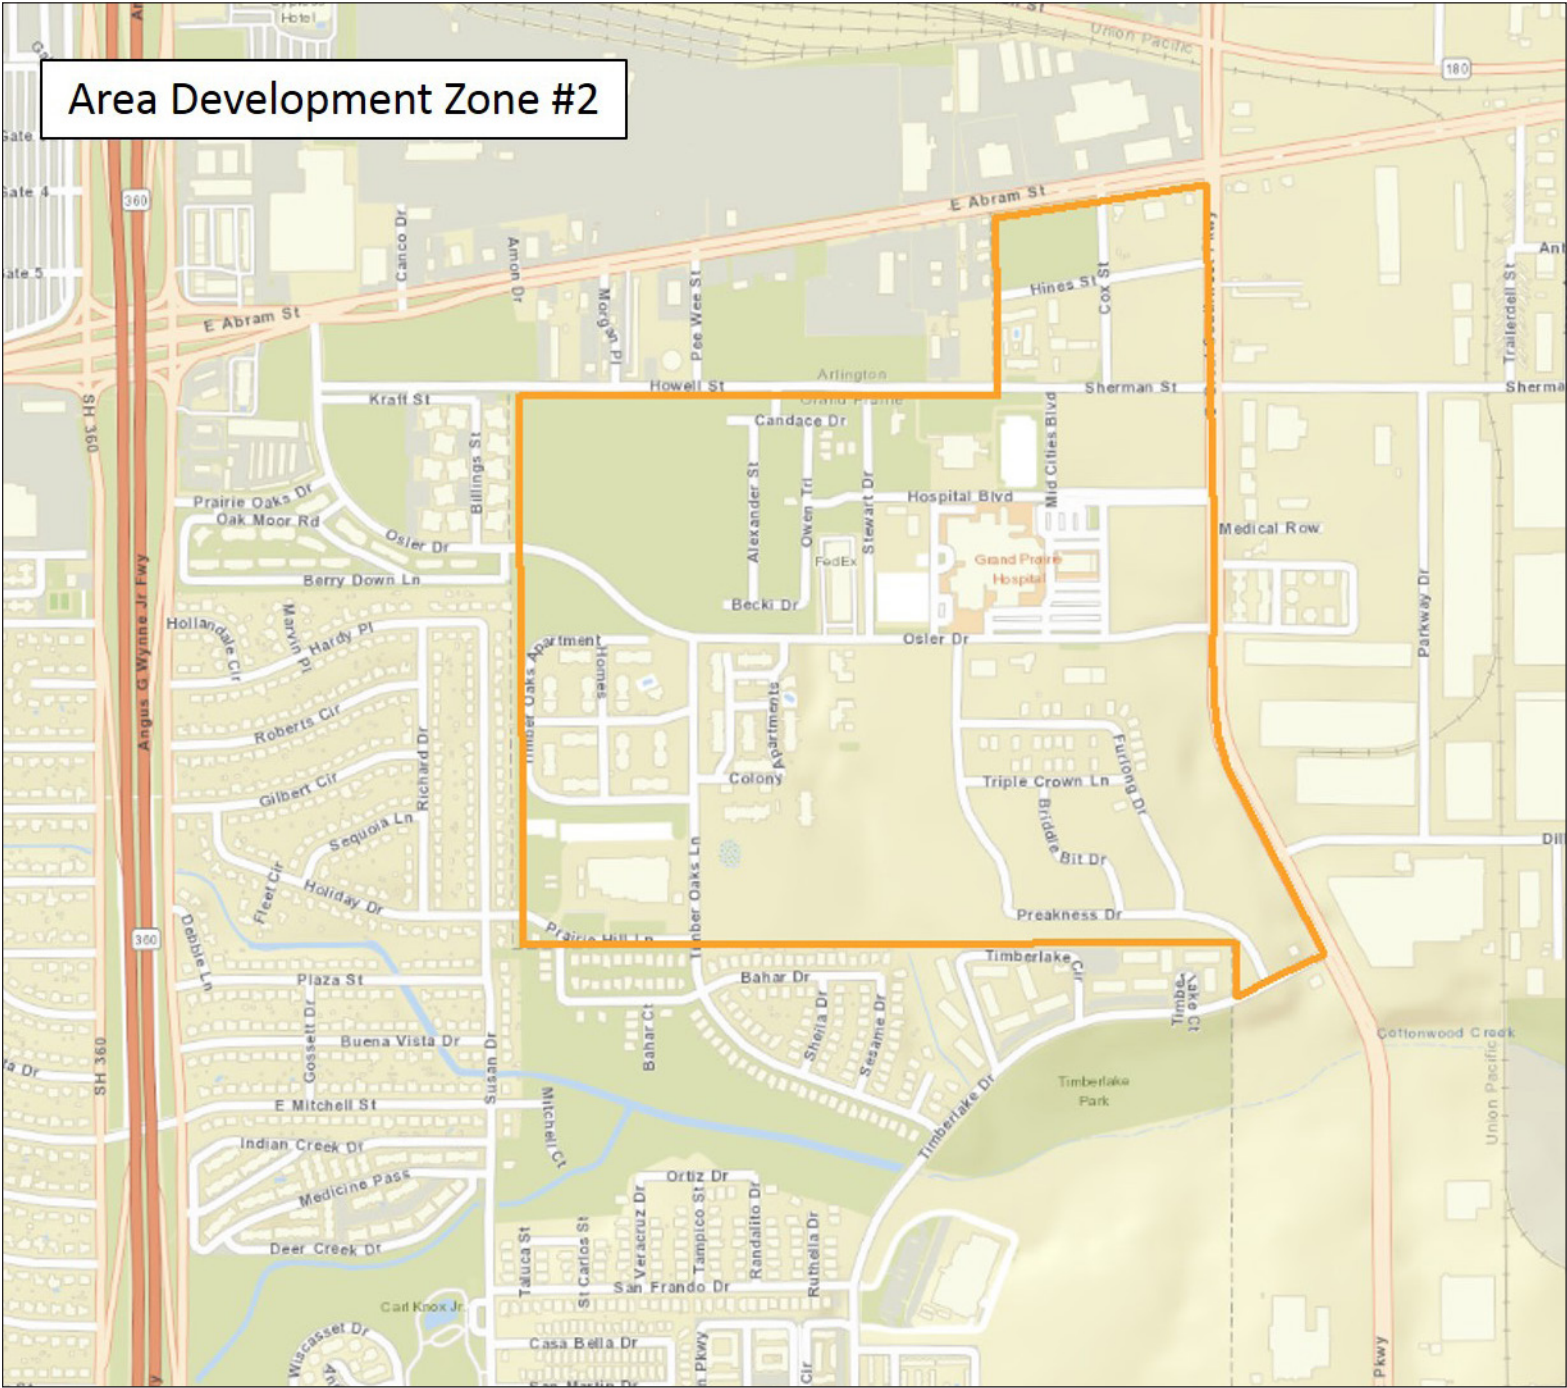 Area Development Zone #2
Hotel
Union Pacific
180
Gate 4
360
E Abram St
Canco Dr
Amon Dr
Morgan Pl
Pee Wee St
Hines St
Cox St
Trailerdell St
E Abram St
Arlington
Howell St
Sherman St
Grand Prairie
Kraft St
SH 360
Candace Dr
Billings St
Alexander St
Owen Trl
Stewart Dr
Mid Cities Blvd
Hospital Blvd
Prairie Oaks Dr
Oak Moor Rd
Osler Dr
Medical Row
FedEx
Grand Prairie
Hospital
Berry Down Ln
Becki Dr
Parkway Dr
Angus G Wynne Jr Fwy
Hollandale Cir
Marvin Pl
Hardy Pl
Osler Dr
Timber Oaks Apartment
Homes
Roberts Cir
Richard Dr
Colony
Apartments
Furlong Dr
Triple Crown Ln
Gilbert Cir
Sequoia Ln
Briddle
Bit Dr
Timber Oaks Ln
Fleet Cir
Holiday Dr
Preakness Dr
Debbie Ln
360
Prairie Hill Ln
Timberlake
Cir
Plaza St
Bahar Dr
Timber
Lake Ct
Gossett Dr
Sheila Dr
Sesame Dr
Bahar Ct
Buena Vista Dr
Susan Dr
Cottonwood Creek
SH 360
Union Pacific
Timberlake
Park
E Mitchell St
Mitchell Ct
Timberlake Dr
Indian Creek Dr
Medicine Pass
Ortiz Dr
Veracruz Dr
Tampico St
Randalito Dr
Ruthella Dr
Deer Creek Dr
Taluca St
St Carlos St
San Frando Dr
Carl Knox Jr
Wiscasset Dr
Casa Bella Dr
Pkwy
Cir
San Martin Dr
Pkwy